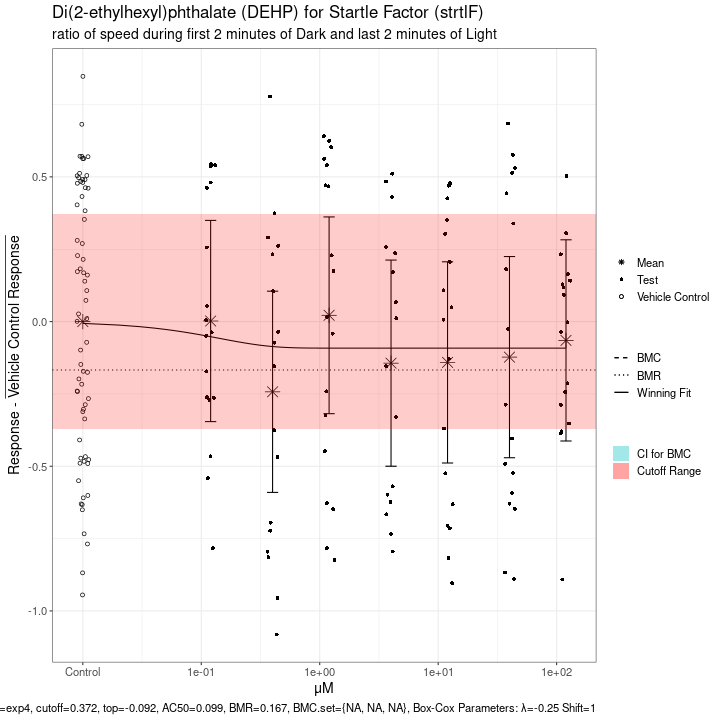 Di(2-ethylhexyl)phthalate (DEHP) for Startle Factor (strtlF)
ratio of speed during first 2 minutes of Dark and last 2 minutes of Light
Response - Vehicle Control Response
0.5
0.0
-0.5
-1.0
Control
1e-01
1e+00
1e+01
1e+02
µM
Mean
Test
Vehicle Control
BMC
BMR
Winning Fit
CI for BMC
Cutoff Range
=exp4, cutoff=0.372, top=-0.092, AC50=0.099, BMR=0.167, BMC.set={NA, NA, NA}, Box-Cox Parameters: λ=-0.25 Shift=1